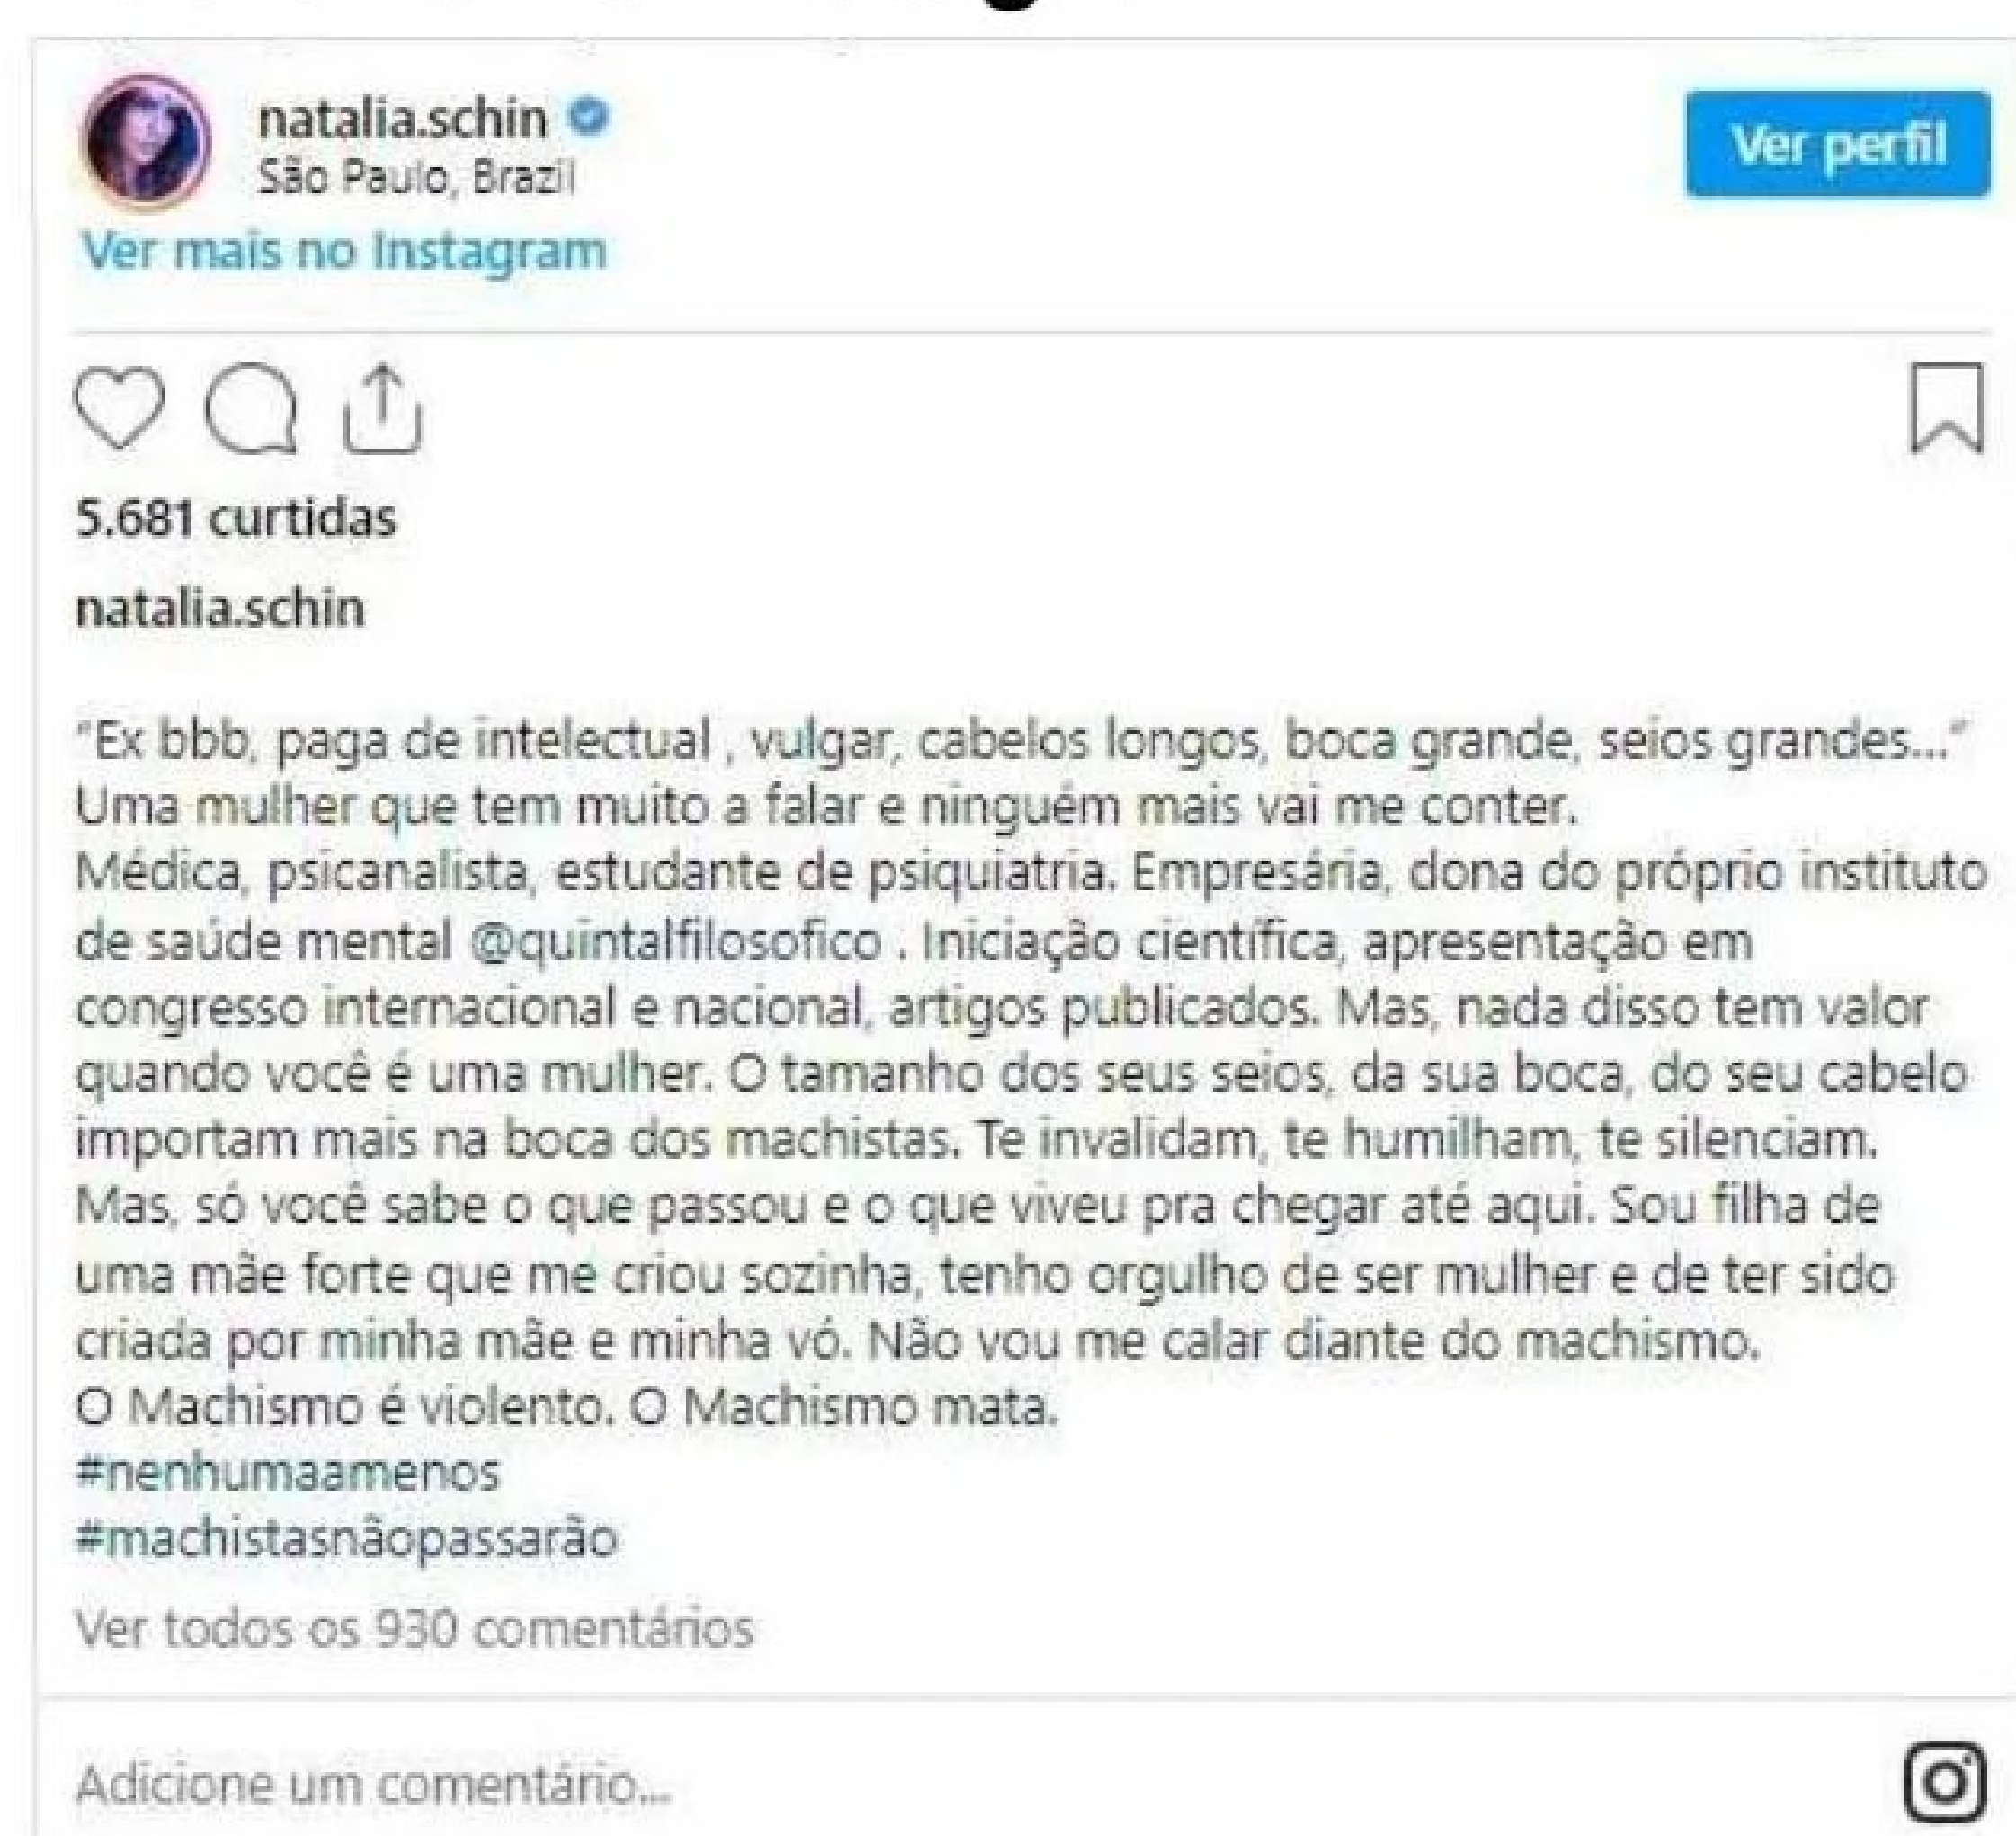 natalia.schin
São Paulo, Brazil
Ver perfil
Ver mais no Instagram
5.681 curtidas
natalia.schin
"Ex bbb, paga de intelectual , vulgar, cabelos longos, boca grande, seios grandes..."
Uma mulher que tem muito a falar e ninguém mais vai me conter.
Médica, psicanalista, estudante de psiquiatria. Empresária, dona do próprio instituto
de saúde mental @quintalfilosofico . Iniciação científica, apresentação em
congresso internacional e nacional, artigos publicados. Mas, nada disso tem valor
quando você é uma mulher. O tamanho dos seus seios, da sua boca, do seu cabelo
importam mais na boca dos machistas. Te invalidam, te humilham, te silenciam.
Mas, só você sabe o que passou e o que viveu pra chegar até aqui. Sou filha de
uma mãe forte que me criou sozinha, tenho orgulho de ser mulher e de ter sido
criada por minha mãe e minha vó. Não vou me calar diante do machismo.
O Machismo é violento. O Machismo mata.
#nenhumaamenos
#machistasnãopassarão
Ver todos os 930 comentários
Adicione um comentário...